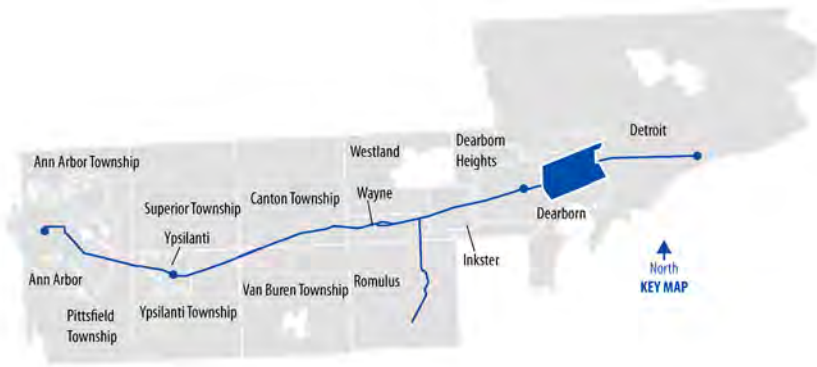 Detroit
Dearborn
Heights
Westland
Ann Arbor Township
Wayne
Canton Township
Superior Township
Dearborn
Ypsilanti
Inkster
North
KEY MAP
Ann Arbor
Romulus
Van Buren Township
Ypsilanti Township
Pittsfield
Township